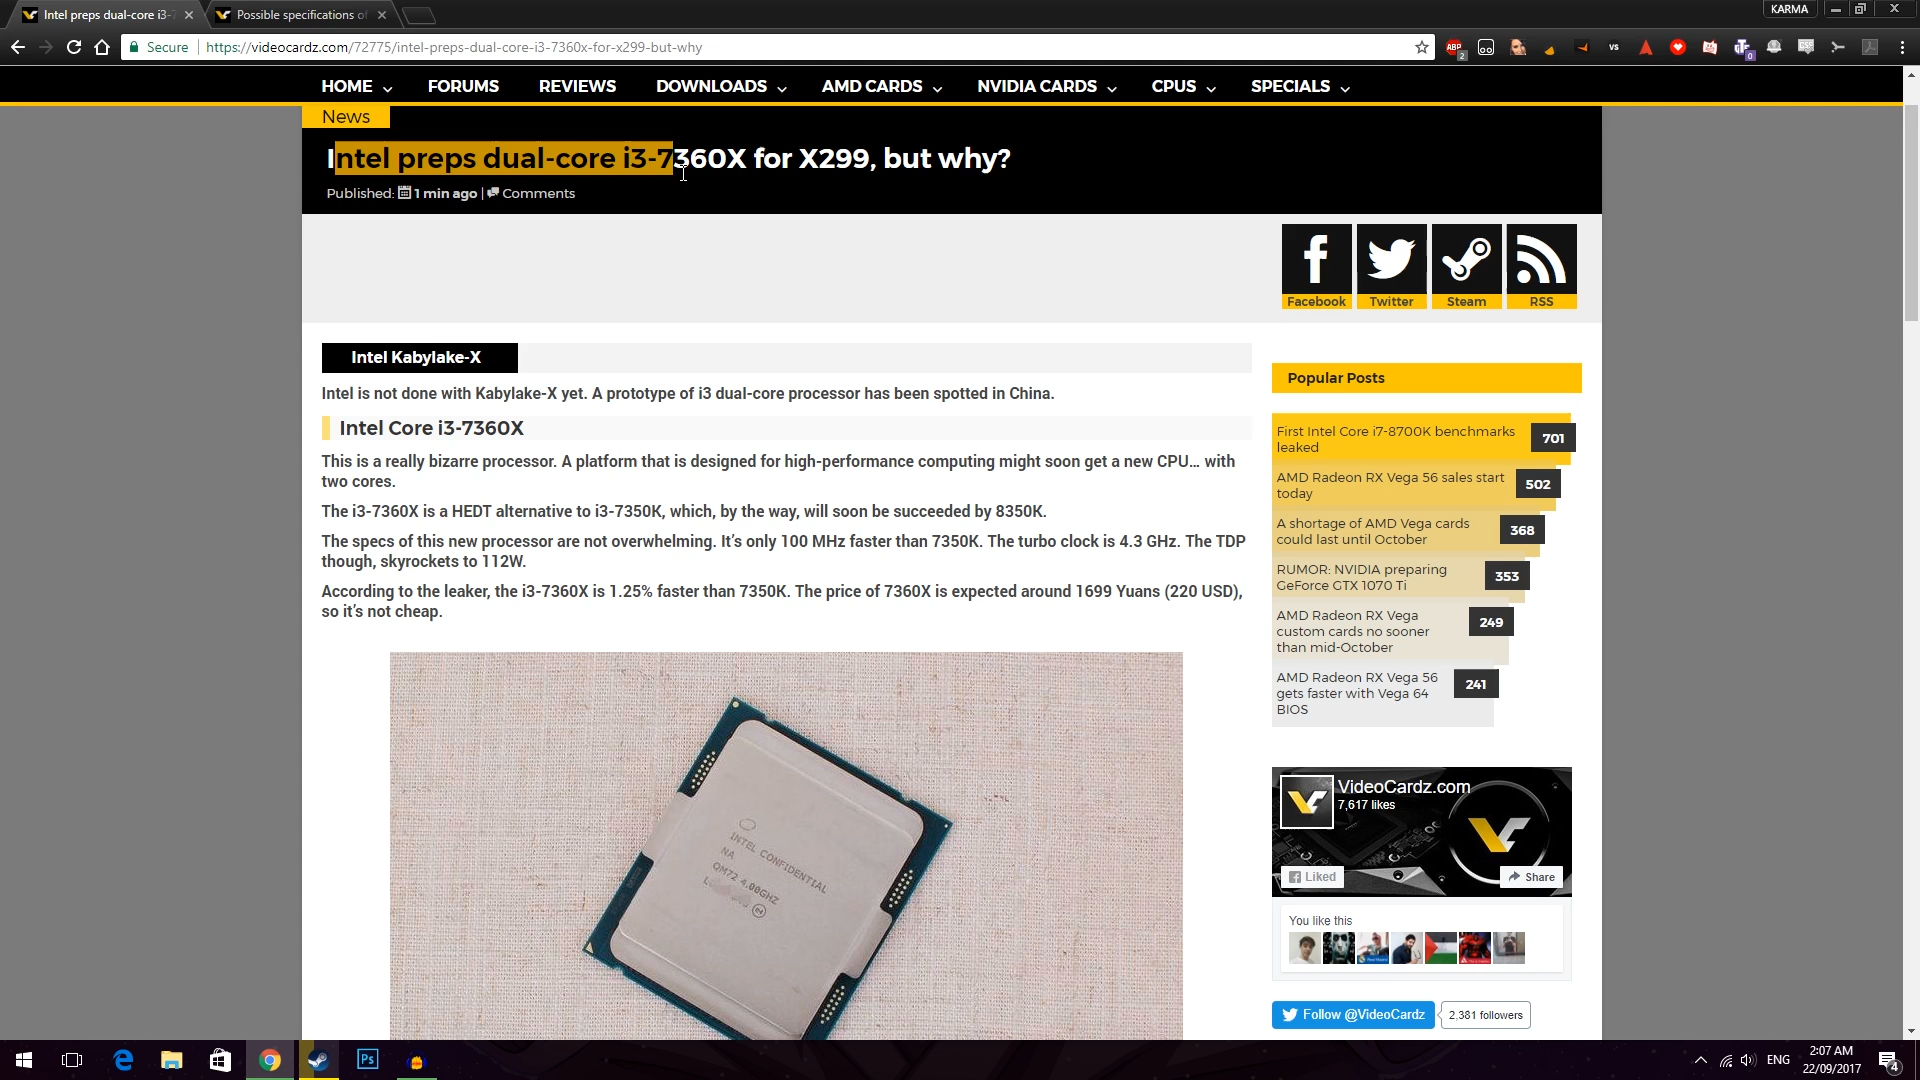 Intel preps dual-core i3-7
Possible specifications of
KARMA
Secure
https://videocardz.com/72775/intel-preps-dual-core-i3-7360x-for-x299-but-why
ABP
2
vs
0
HOME
FORUMS
REVIEWS
DOWNLOADS
AMD CARDS
NVIDIA CARDS
CPUS
SPECIALS
News
Intel preps dual-core i3-7360X for X299, but why?
Published: 1 min ago | Comments
Facebook
Twitter
Steam
RSS
Intel Kabylake-X
Intel is not done with Kabylake-X yet. A prototype of i3 dual-core processor has been spotted in China.
Intel Core i3-7360X
This is a really bizarre processor. A platform that is designed for high-performance computing might soon get a new CPU... with
two cores.
The i3-7360X is a HEDT alternative to i3-7350K, which, by the way, will soon be succeeded by 8350K.
The specs of this new processor are not overwhelming. It's only 100 MHz faster than 7350K. The turbo clock is 4.3 GHz. The TDP
though, skyrockets to 112W.
According to the leaker, the i3-7360X is 1.25% faster than 7350K. The price of 7360X is expected around 1699 Yuans (220 USD),
so it's not cheap.
INTEL CONFIDENTIAL
NA
QM72 4.00GHZ
L
Popular Posts
First Intel Core i7-8700K benchmarks
leaked
701
AMD Radeon RX Vega 56 sales start
today
502
A shortage of AMD Vega cards
could last until October
368
RUMOR: NVIDIA preparing
GeForce GTX 1070 Ti
353
AMD Radeon RX Vega
custom cards no sooner
than mid-October
249
AMD Radeon RX Vega 56
gets faster with Vega 64
BIOS
241
VideoCardz.com
7,617 likes
Liked
Share
You like this
Follow @VideoCardz
2,381 followers
Ps
ENG
2:07 AM
22/09/2017
4